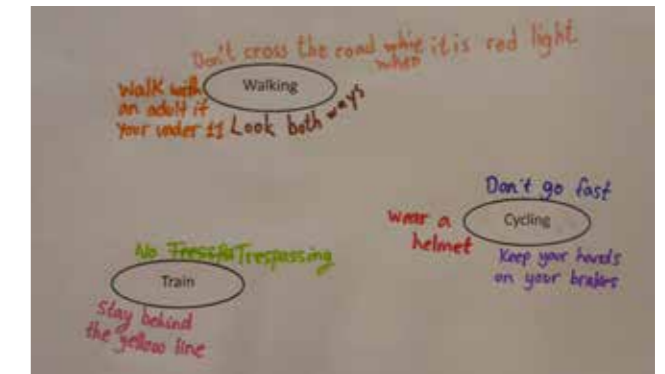 Don't cross the road while when it is red light
Walk with
an adult if
your under 11
Walking
Look both ways
Don't go fast
Wear a
helmet
Cycling
Keep your hands
on your brakes
No Trespassing
Train
Stay behind
the yellow line